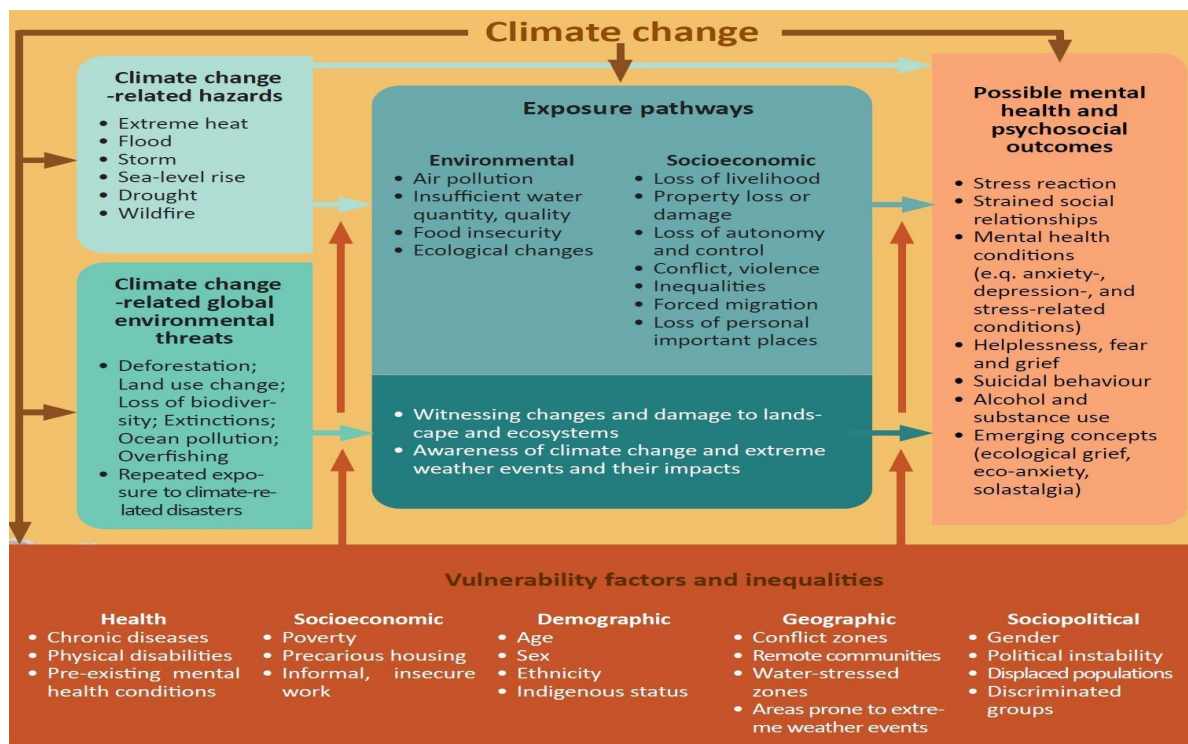 Climate change
Climate change
-related hazards
• Extreme heat
• Flood
• Storm
• Sea-level rise
• Drought
• Wildfire
Climate change
-related global
environmental
threats
• Deforestation;
Land use change;
Loss of biodiver-
sity; Extinctions;
Ocean pollution;
Overfishing
• Repeated expo-
sure to climate-re-
lated disasters
Exposure pathways
Environmental
• Air pollution
• Insufficient water
quantity, quality
• Food insecurity
• Ecological changes
Socioeconomic
• Loss of livelihood
• Property loss or
damage
• Loss of autonomy
and control
• Conflict, violence
• Inequalities
• Forced migration
• Loss of personal
important places
• Witnessing changes and damage to lands-
cape and ecosystems
• Awareness of climate change and extreme
weather events and their impacts
Possible mental
health and
psychosocial
outcomes
• Stress reaction
• Strained social
relationships
• Mental health
conditions
(e.q. anxiety-,
depression-, and
stress-related
conditions)
• Helplessness, fear
and grief
• Suicidal behaviour
• Alcohol and
substance use
• Emerging concepts
(ecological grief,
eco-anxiety,
solastalgia)
Vulnerability factors and inequalities
Health
• Chronic diseases
• Physical disabilities
• Pre-existing mental
health conditions
Socioeconomic
• Poverty
• Precarious housing
• Informal, insecure
work
Demographic
• Age
• Sex
• Ethnicity
• Indigenous status
Geographic
• Conflict zones
• Remote communities
• Water-stressed
zones
• Areas prone to extre-
me weather events
Sociopolitical
• Gender
• Political instability
• Displaced populations
• Discriminated
groups